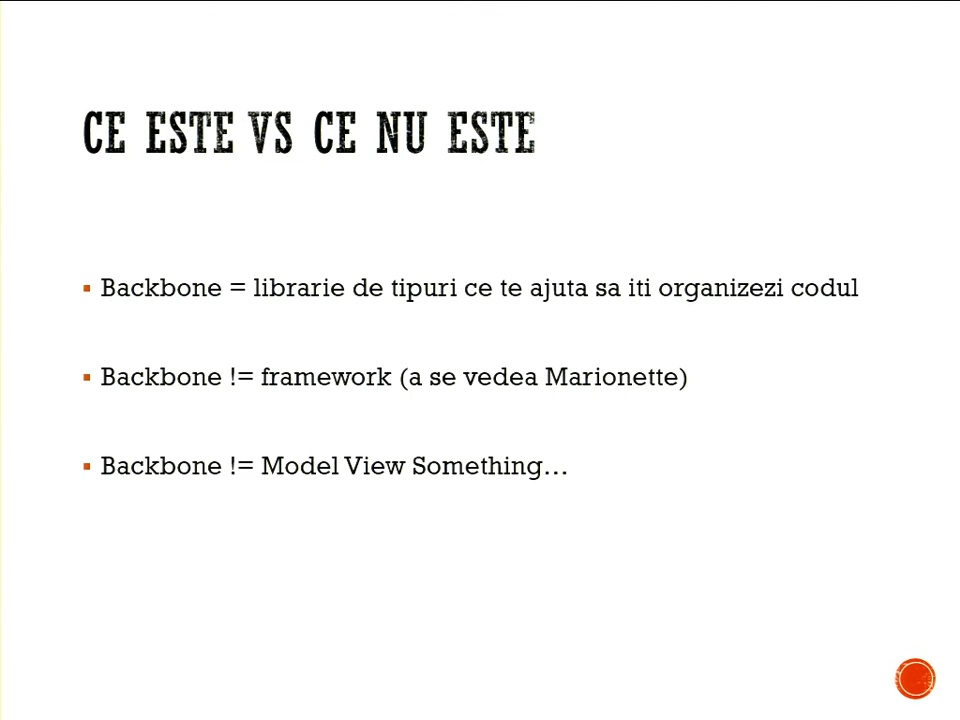 CE ESTE VS CE NU ESTE
Backbone = librarie de tipuri ce te ajuta sa iti organizezi codul
Backbone != framework (a se vedea Marionette)
Backbone != Model View Something…